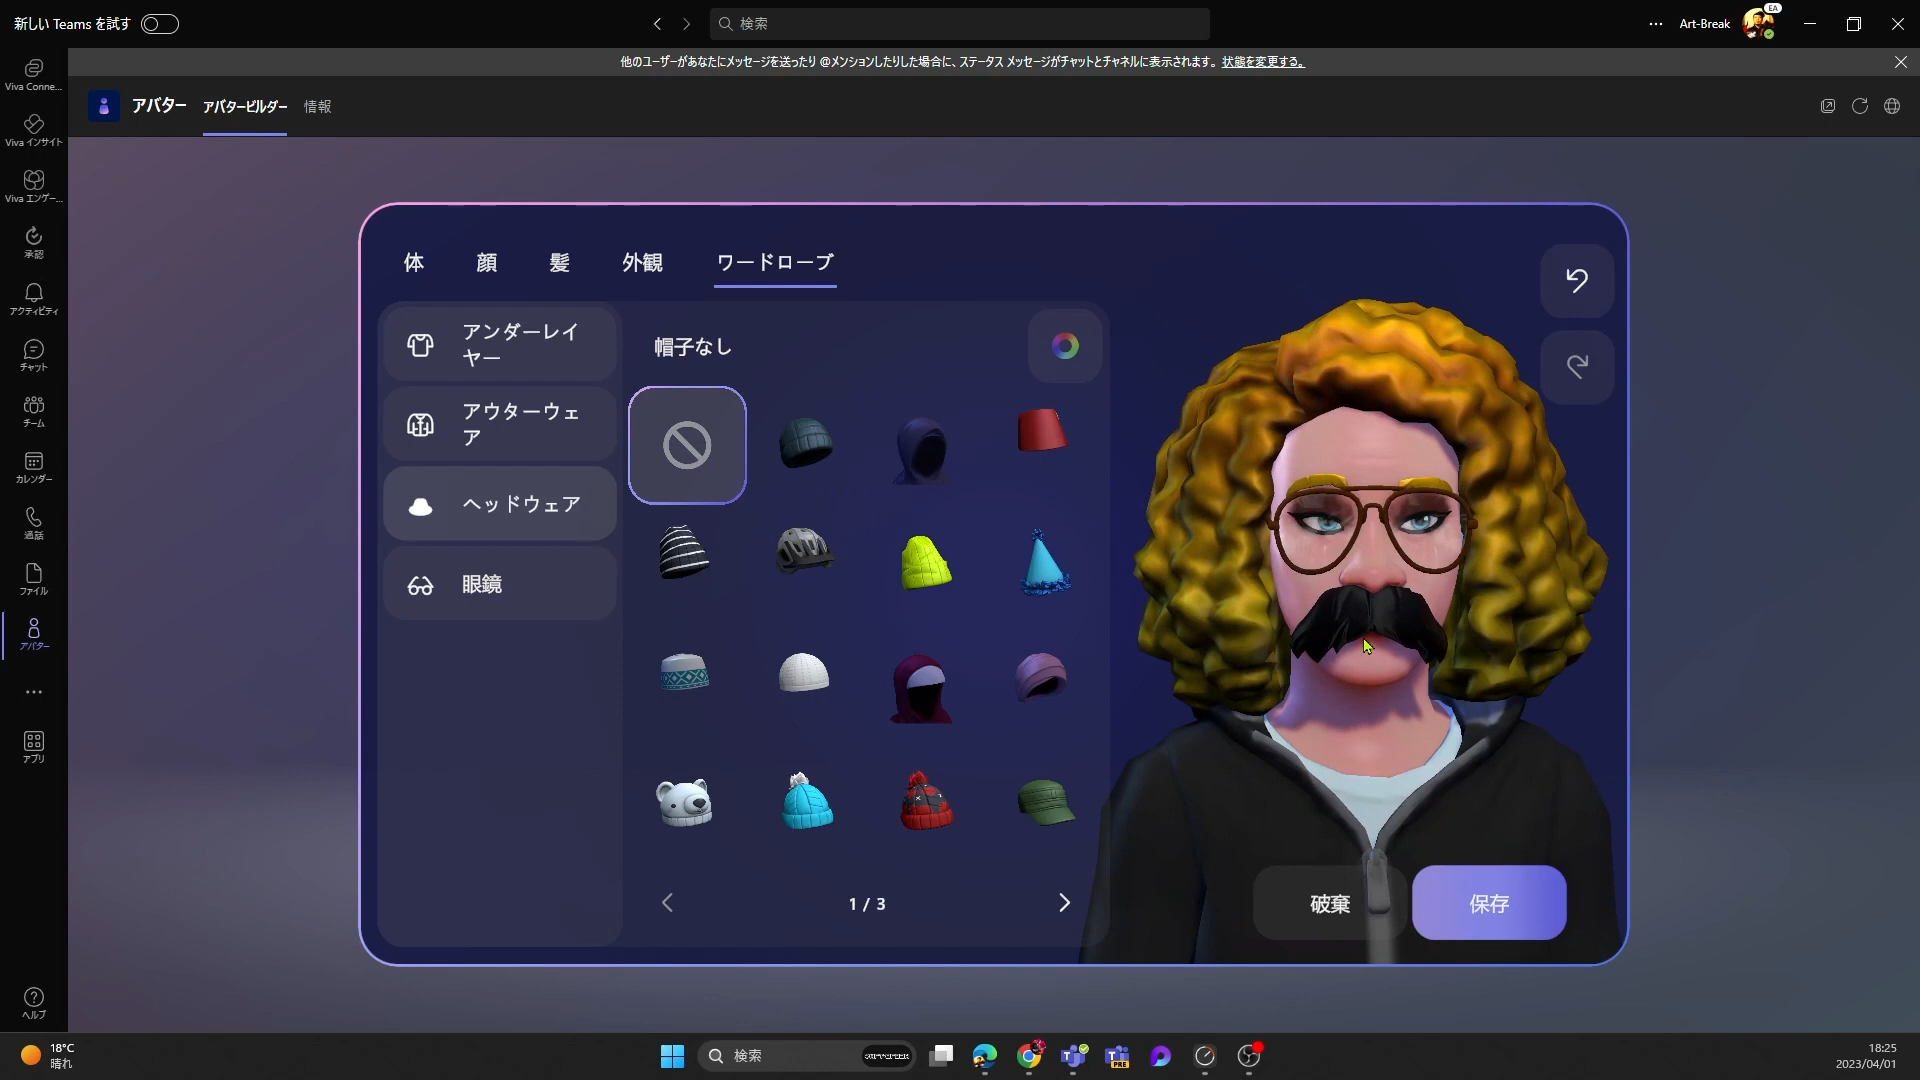 新しい Teams を試す
検索
Art-Break
EA
他のユーザーがあなたにメッセージを送ったり @メンションしたりした場合に、ステータス メッセージがチャットとチャネルに表示されます。状態を変更する。
アバター
アバタービルダー
情報
Viva Conne...
Viva インサイト
Viva エンゲー...
承認
アクティビティ
チャット
チーム
カレンダー
通話
ファイル
アバター
アプリ
ヘルプ
体
顔
髪
外観
ワードローブ
アンダーレイ
ヤー
アウターウェ
ア
ヘッドウェア
眼鏡
帽子なし
1 / 3
破棄
保存
18°C
晴れ
検索
PRE
18:25
2023/04/01